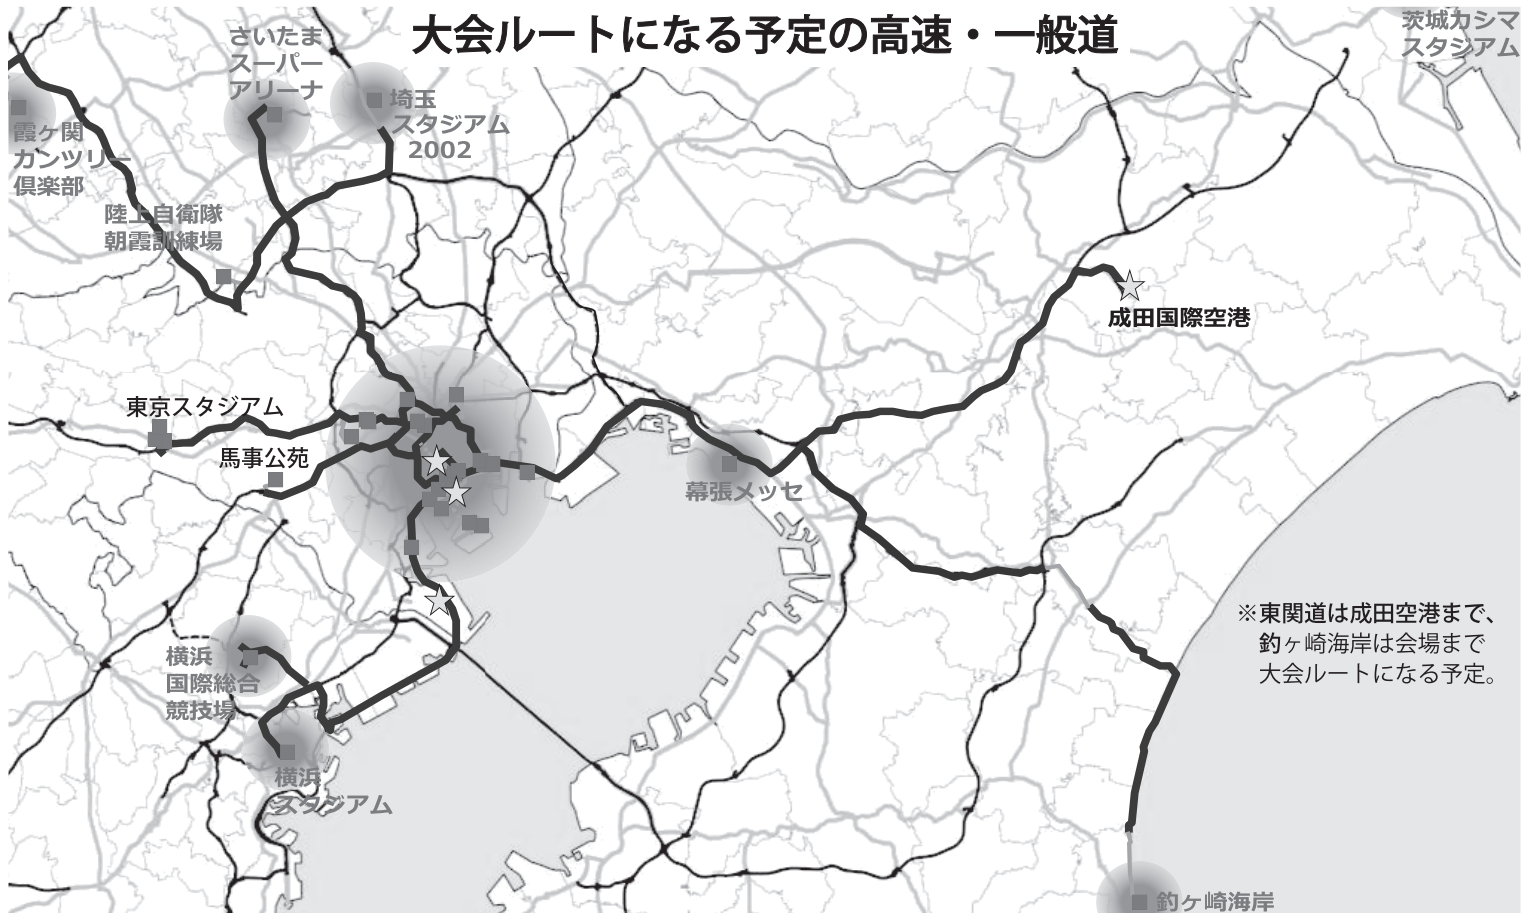 大会ルートになる予定の高速・一般道
茨城カシマ
スタジアム
さいたま
スーパー
アリーナ
埼玉
スタジアム
2002
霞ヶ関
カンツリー
倶楽部
陸上自衛隊
朝霞訓練場
成田国際空港
東京スタジアム
馬事公苑
幕張メッセ
※東関道は成田空港まで、
釣ヶ崎海岸は会場まで
大会ルートになる予定。
横浜
国際総合
競技場
横浜
スタジアム
釣ヶ崎海岸